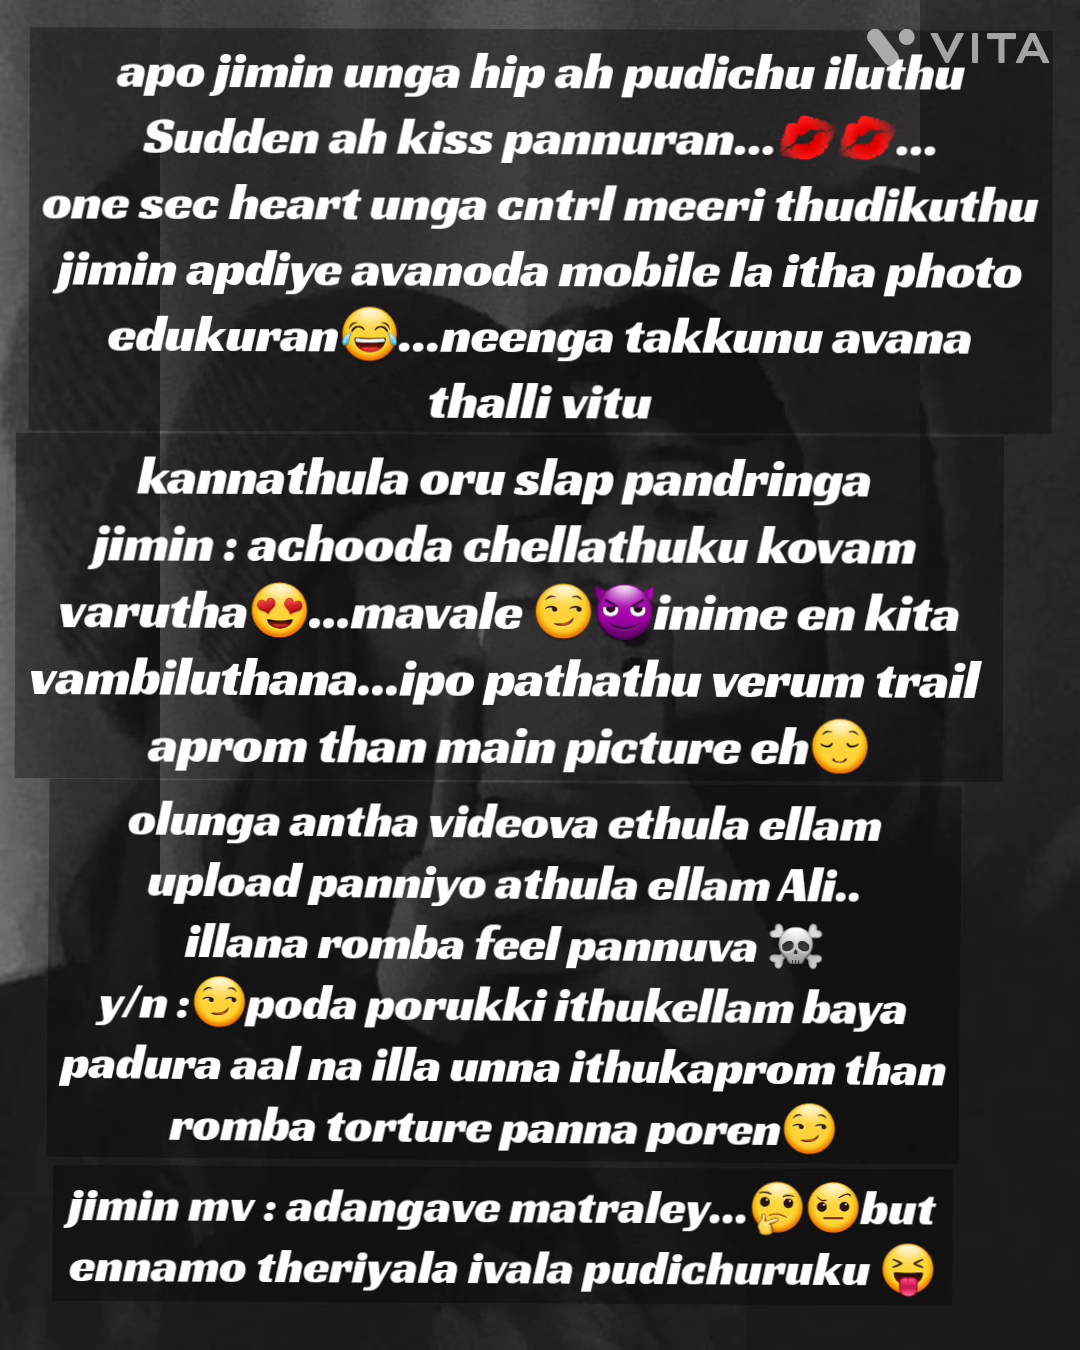 VITA
apo jimin unga hip ah pudichu iluthu
Sudden ah kiss pannuran...💋💋...
one sec heart unga cntrl meeri thudikuthu
jimin apdiye avanoda mobile la itha photo
edukuran😂...neenga takkunu avana
thalli vitu
kannathula oru slap pandringa
jimin : achooda chellathuku kovam
varutha😍...mavale 😏😈inime en kita
vambiluthana...ipo pathathu verum trail
aprom than main picture eh😌
olunga antha videova ethula ellam
upload panniyo athula ellam Ali..
illana romba feel pannuva ☠️
y/n :😏poda porukki ithukellam baya
padura aal na illa unna ithukaprom than
romba torture panna poren😏
jimin mv : adangave matraley...🤔🤨but
ennamo theriyala ivala pudichuruku 😝